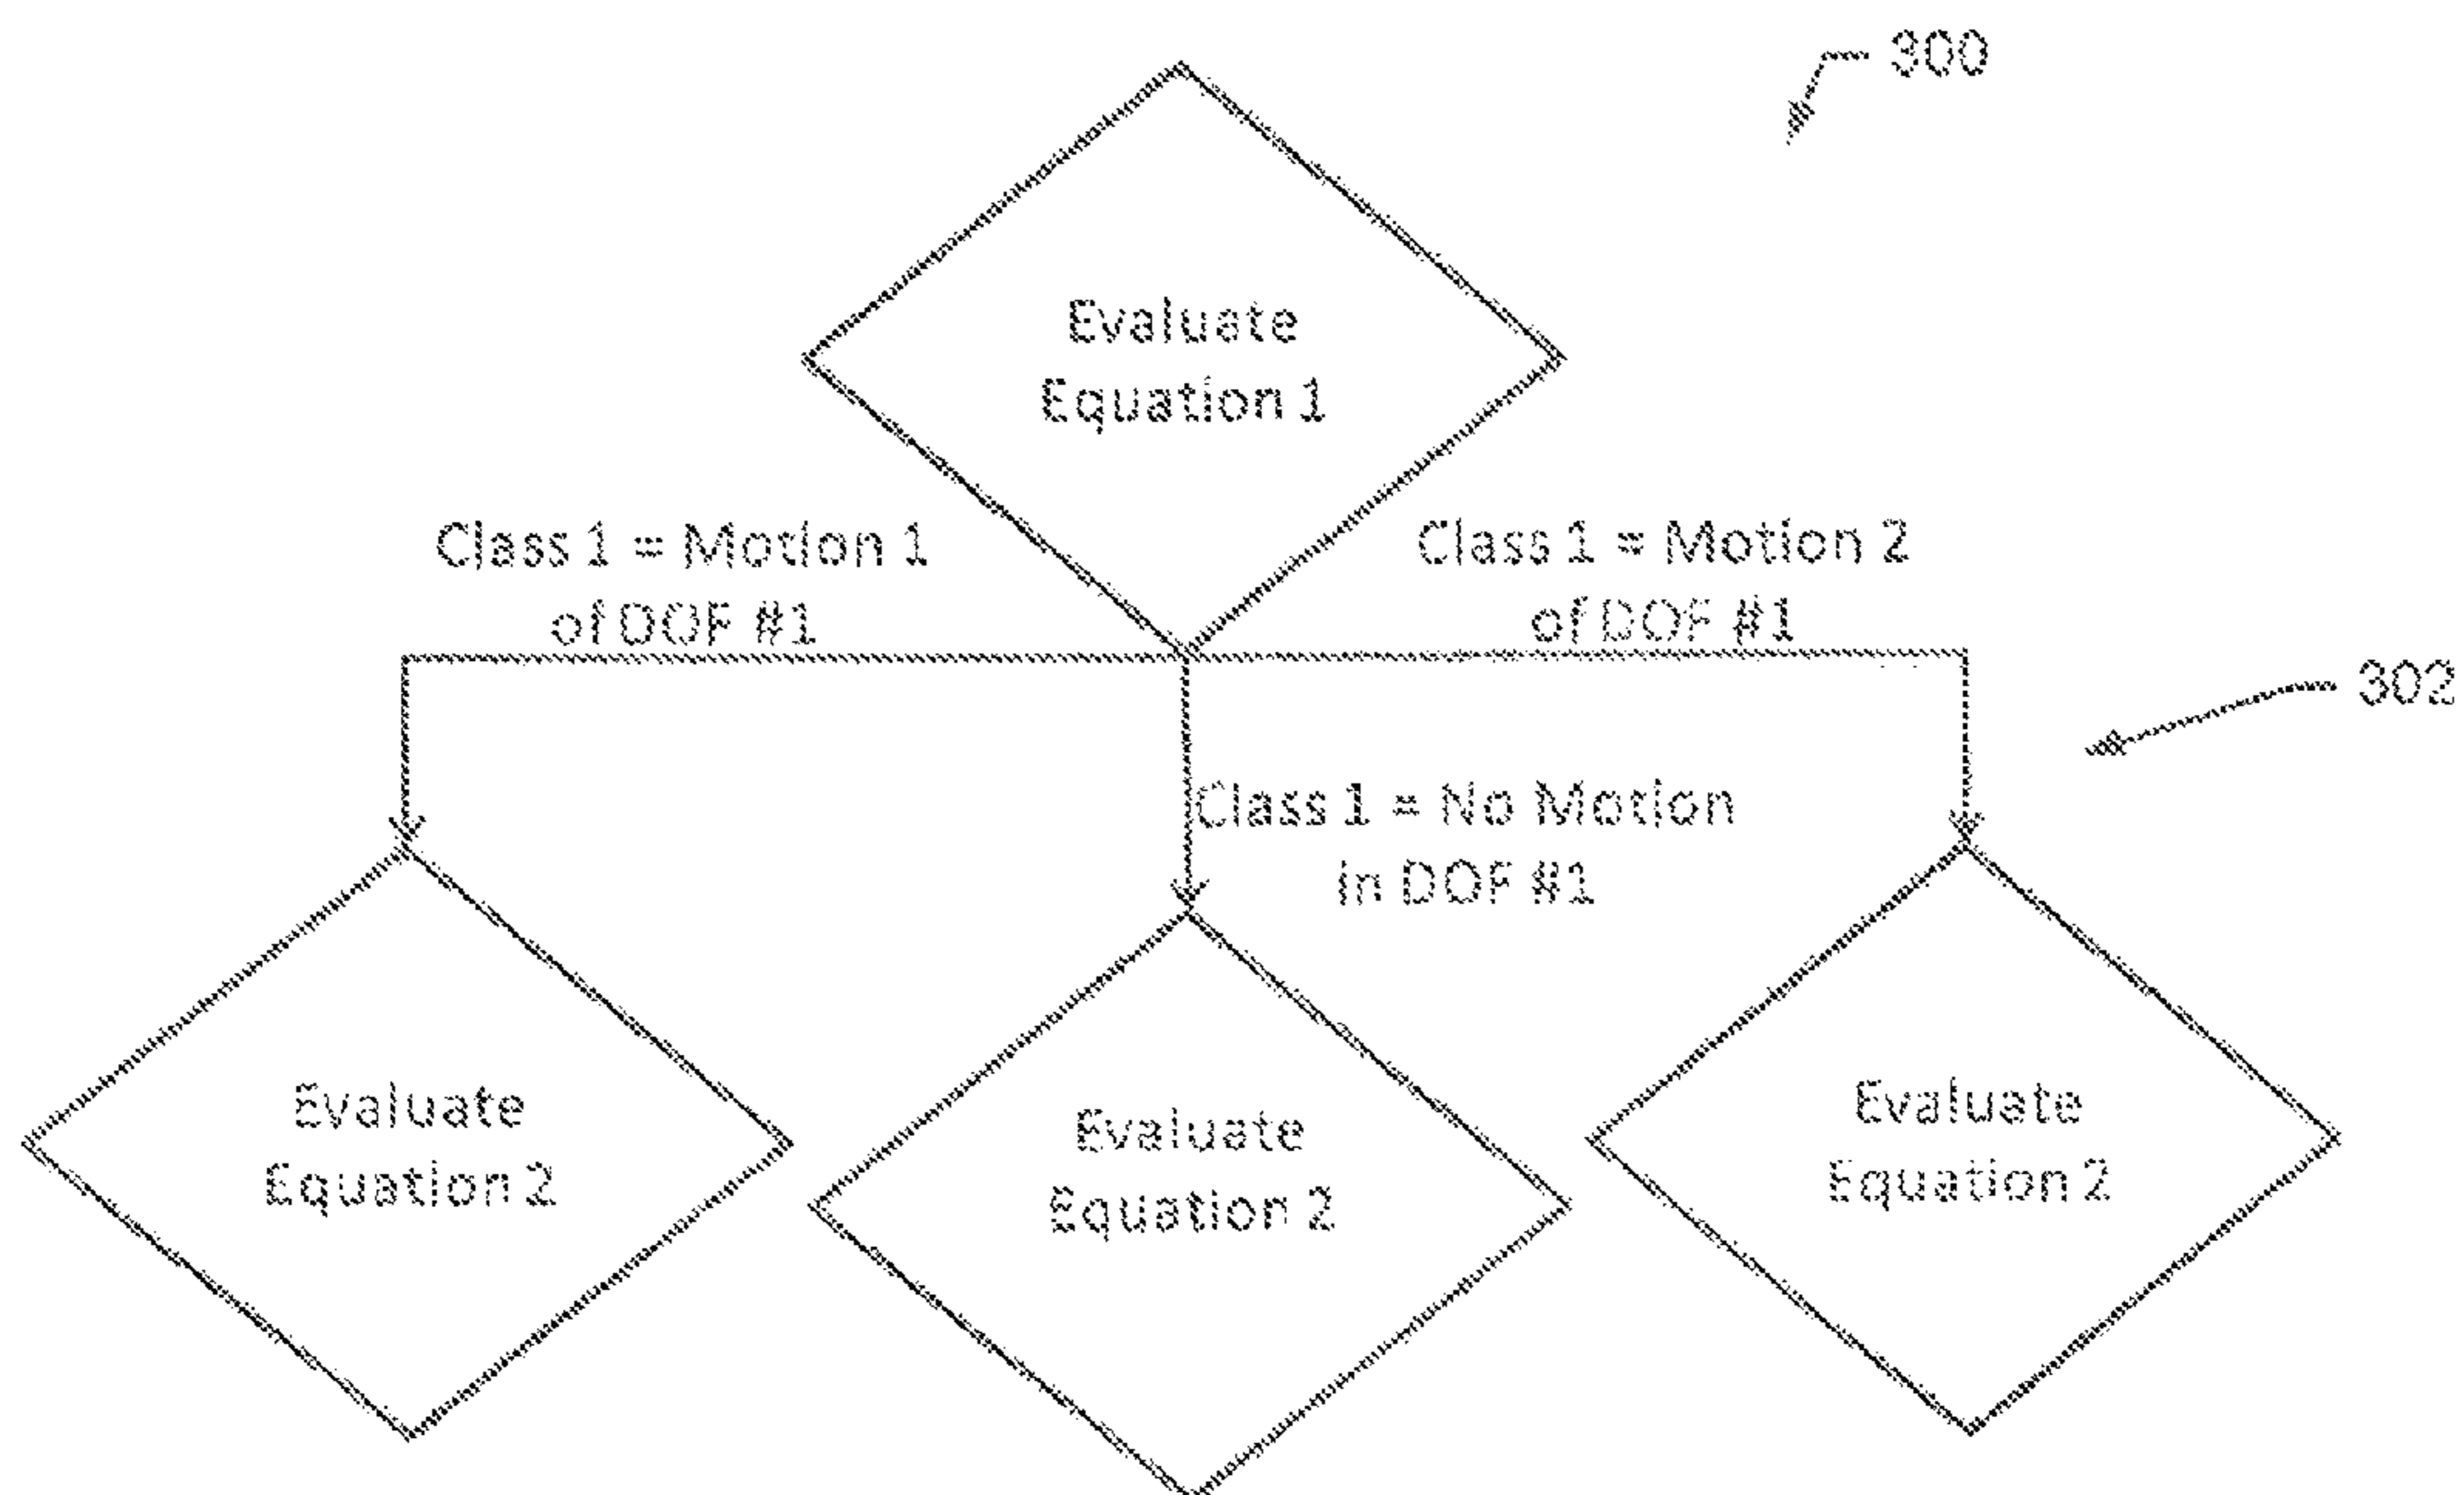 300
Evaluate
Equation 1
Class 1 = Motion 1
of DOF #1
Class 1 = Motion 2
of DOF #1
302
Class 1 = No Motion
in DOF #1
Evaluate
Equation 2
Evaluate
Equation 2
Evaluate
Equation 2